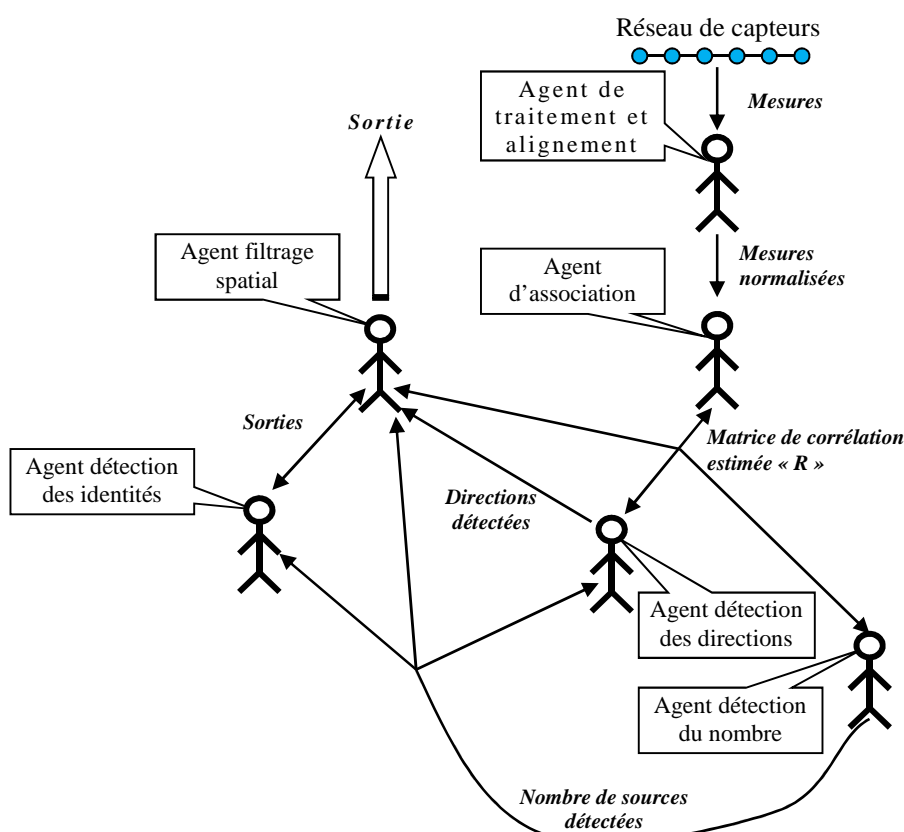 Réseau de capteurs
Agent de
traitement et
alignement
Mesures
Sortie
Agent filtrage
spatial
Agent
d’association
Mesures
normalisées
Sorties
Matrice de corrélation
estimée « R »
Agent détection
des identités
Directions
détectées
Agent détection
des directions
Agent détection
du nombre
Nombre de sources
détectées